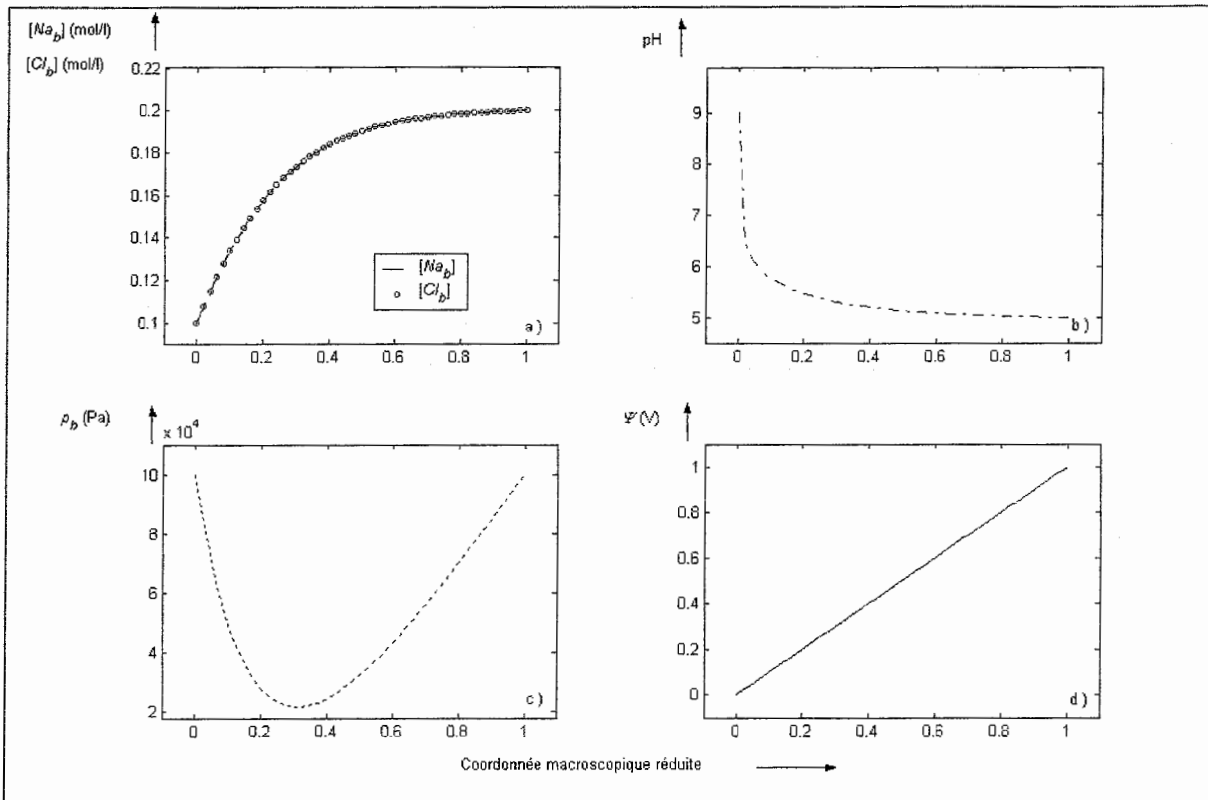 [Na_b] (mol/l)
[Cl_b] (mol/l)
0.22
0.2
0.18
0.16
0.14
0.12
0.1
0 0.2 0.4 0.6 0.8 1
[Na_b]
[Cl_b]
a )
pH
9
8
7
6
5
0 0.2 0.4 0.6 0.8 1
b )
p_b (Pa)
x 10^4
10
8
6
4
2
0 0.2 0.4 0.6 0.8 1
c )
Ψ (V)
1
0.8
0.6
0.4
0.2
0
0 0.2 0.4 0.6 0.8 1
d )
Coordonnée macroscopique réduite